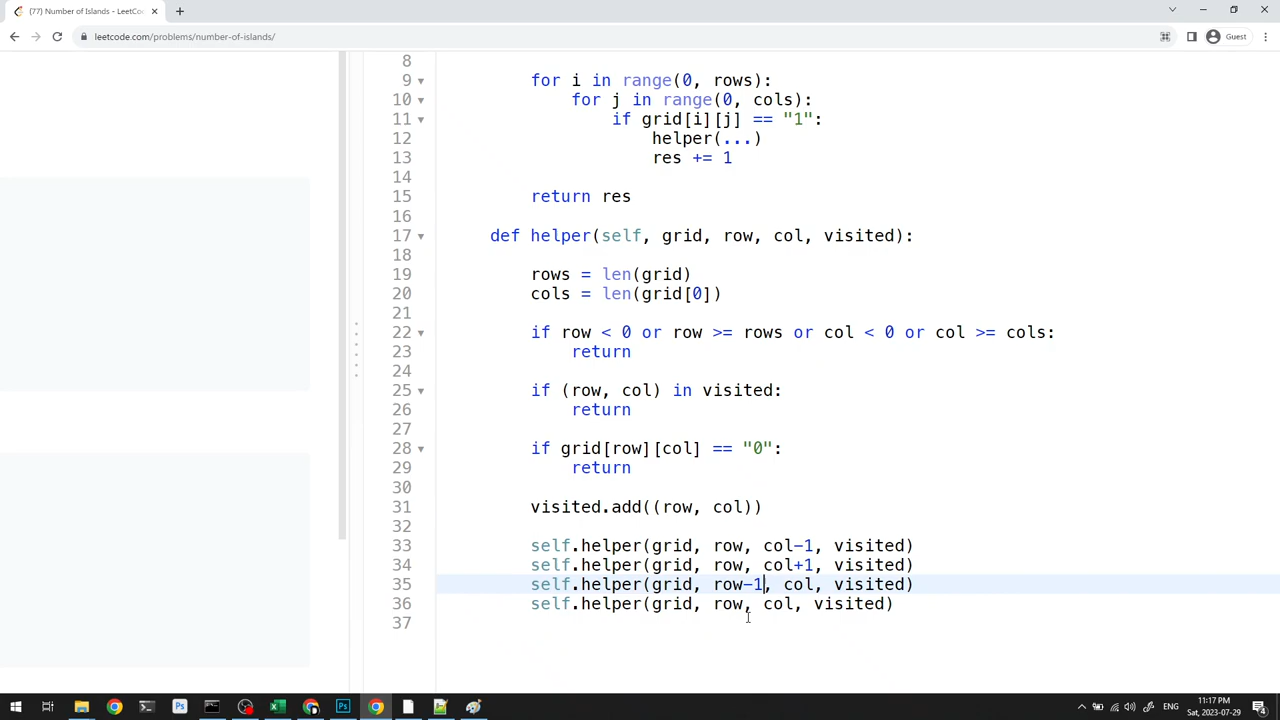 (77) Number of Islands - LeetCo
leetcode.com/problems/number-of-islands/
Guest
8
9 for i in range(0, rows):
10 for j in range(0, cols):
11 if grid[i][j] == "1":
12 helper(...)
13 res += 1
14
15 return res
16
17 def helper(self, grid, row, col, visited):
18
19 rows = len(grid)
20 cols = len(grid[0])
21
22 if row < 0 or row >= rows or col < 0 or col >= cols:
23 return
24
25 if (row, col) in visited:
26 return
27
28 if grid[row][col] == "0":
29 return
30
31 visited.add((row, col))
32
33 self.helper(grid, row, col-1, visited)
34 self.helper(grid, row, col+1, visited)
35 self.helper(grid, row-1, col, visited)
36 self.helper(grid, row, col, visited)
37
Ps
Ps
ENG
11:17 PM
Sat, 2023-07-29